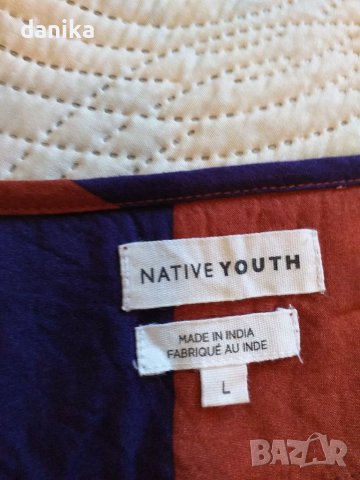 danika
NATIVE YOUTH
MADE IN INDIA
FABRIQUÉ AU INDE
L
BAZAR